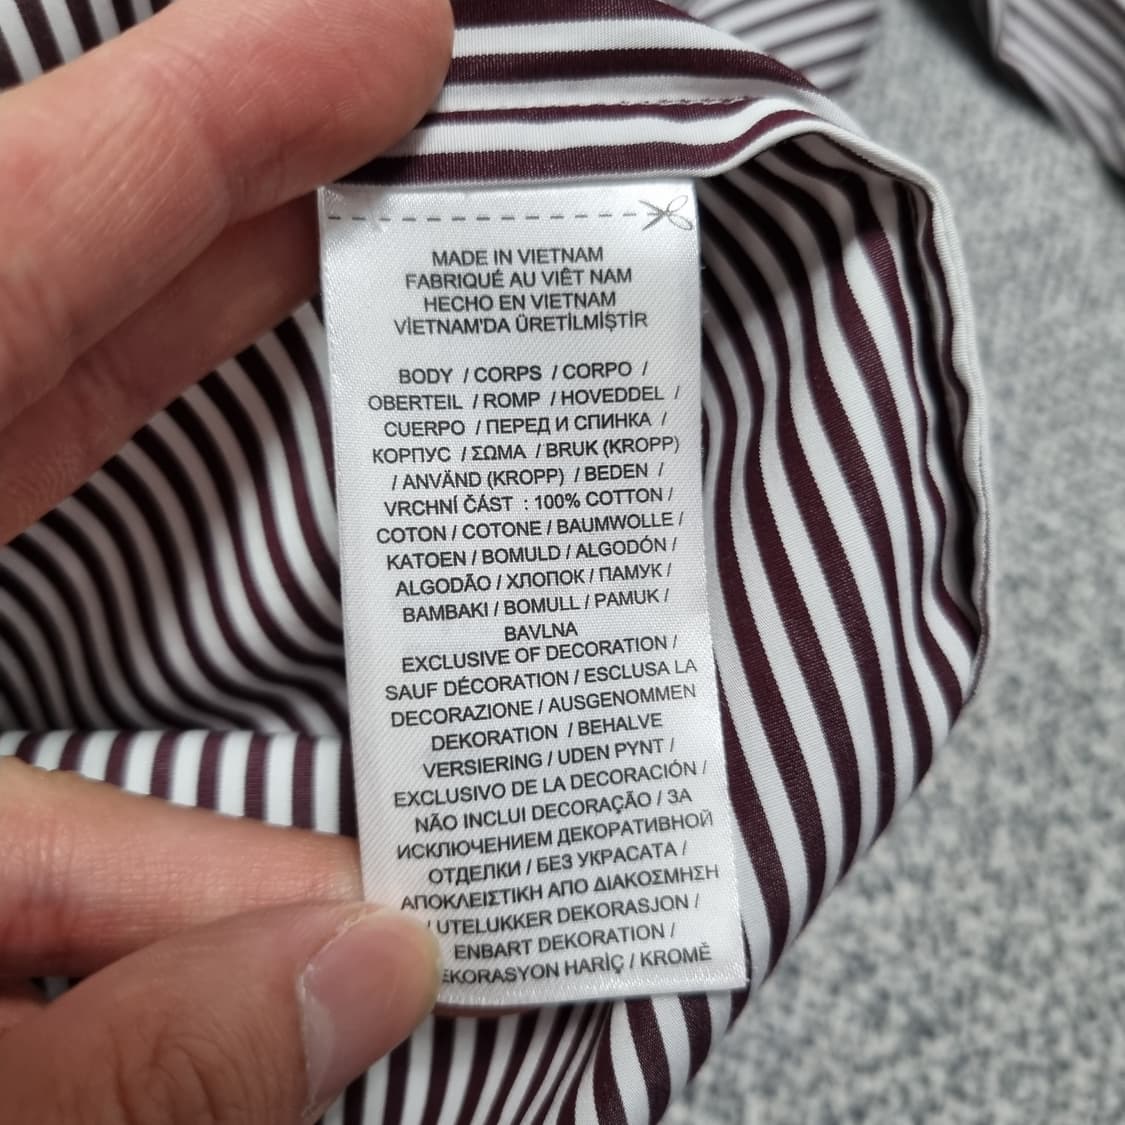 MADE IN VIETNAM
FABRIQUÉ AU VIÊT NAM
HECHO EN VIETNAM
VİETNAM'DA ÜRETİLMİŞTİR
BODY / CORPS / CORPO /
OBERTEIL / ROMP / HOVEDDEL /
CUERPO / ПЕРЕД И СПИНКА /
КОРПУС / ΣΩΜΑ / BRUK (KROPP)
/ ANVÄND (KROPP) / BEDEN /
VRCHNÍ ČÁST : 100% COTTON /
COTON / COTONE / BAUMWOLLE /
KATOEN / BOMULD / ALGODÓN /
ALGODÃO / ХЛОПОК / ПАМУК /
BAMBAKI / BOMULL / PAMUK /
BAVLNA
EXCLUSIVE OF DECORATION /
SAUF DÉCORATION / ESCLUSA LA
DECORAZIONE / AUSGENOMMEN
DEKORATION / BEHALVE
VERSIERING / UDEN PYNT /
EXCLUSIVO DE LA DECORACIÓN /
NÃO INCLUI DECORAÇÃO / ЗА
ИСКЛЮЧЕНИЕМ ДЕКОРАТИВНОЙ
ОТДЕЛКИ / БЕЗ УКРАСАТА /
ΑΠΟΚΛΕΙΣΤΙΚΗ ΑΠΟ ΔΙΑΚΟΣΜΗΣΗ
/ UTELUKKER DEKORASJON /
ENBART DEKORATION /
EKORASYON HARİÇ / KROMĚ